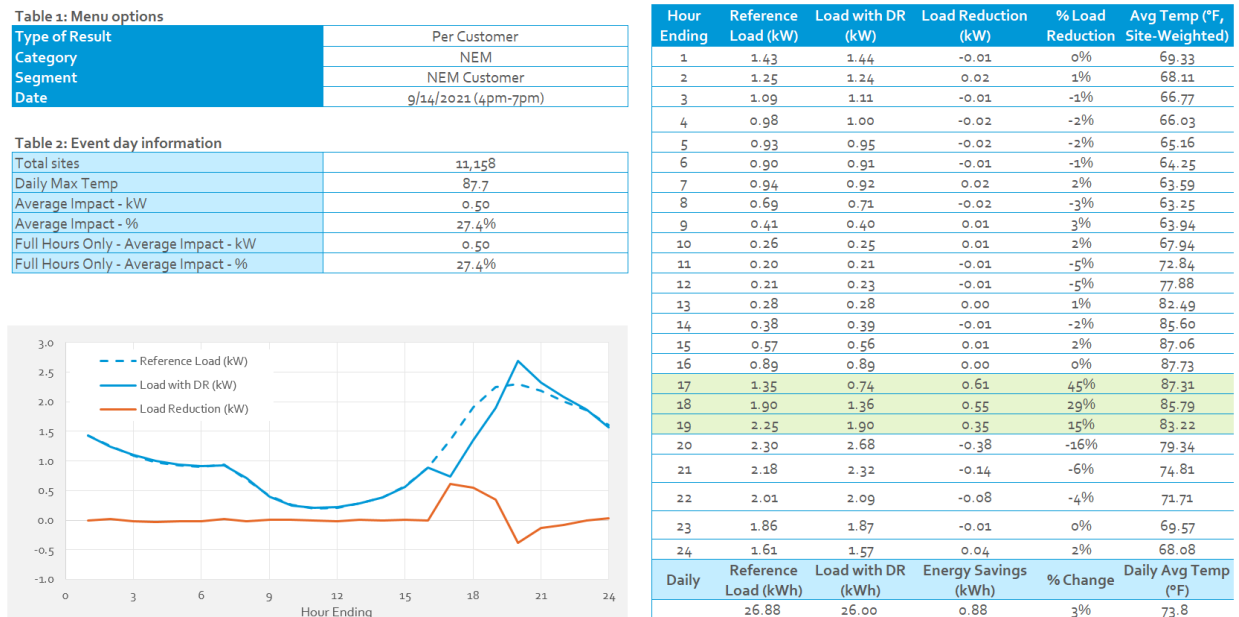 Table 1: Menu options
Type of Result Per Customer
Category NEM
Segment NEM Customer
Date 9/14/2021 (4pm-7pm)
Table 2: Event day information
Total sites 11,158
Daily Max Temp 87.7
Average Impact - kW 0.50
Average Impact - % 27.4%
Full Hours Only - Average Impact - kW 0.50
Full Hours Only - Average Impact - % 27.4%
3.0
2.5
2.0
1.5
1.0
0.5
0.0
-0.5
-1.0
Reference Load (kW)
Load with DR (kW)
Load Reduction (kW)
0 3 6 9 12 15 18 21 24
Hour Ending
Hour Reference Load with DR Load Reduction % Load Avg Temp (°F,
Ending Load (kW) (kW) (kW) Reduction Site-Weighted)
1 1.43 1.44 -0.01 0% 69.33
2 1.25 1.24 0.02 1% 68.11
3 1.09 1.11 -0.01 -1% 66.77
4 0.98 1.00 -0.02 -2% 66.03
5 0.93 0.95 -0.02 -2% 65.16
6 0.90 0.91 -0.01 -1% 64.25
7 0.94 0.92 0.02 2% 63.59
8 0.69 0.71 -0.02 -3% 63.25
9 0.41 0.40 0.01 3% 63.94
10 0.26 0.25 0.01 2% 67.94
11 0.20 0.21 -0.01 -5% 72.84
12 0.21 0.23 -0.01 -5% 77.88
13 0.28 0.28 0.00 1% 82.49
14 0.38 0.39 -0.01 -2% 85.60
15 0.57 0.56 0.01 2% 87.06
16 0.89 0.89 0.00 0% 87.73
17 1.35 0.74 0.61 45% 87.31
18 1.90 1.36 0.55 29% 85.79
19 2.25 1.90 0.35 15% 83.22
20 2.30 2.68 -0.38 -16% 79.34
21 2.18 2.32 -0.14 -6% 74.81
22 2.01 2.09 -0.08 -4% 71.71
23 1.86 1.87 -0.01 0% 69.57
24 1.61 1.57 0.04 2% 68.08
Daily Reference Load with DR Energy Savings % Change Daily Avg Temp
Load (kWh) (kWh) (kWh) (°F)
26.88 26.00 0.88 3% 73.8